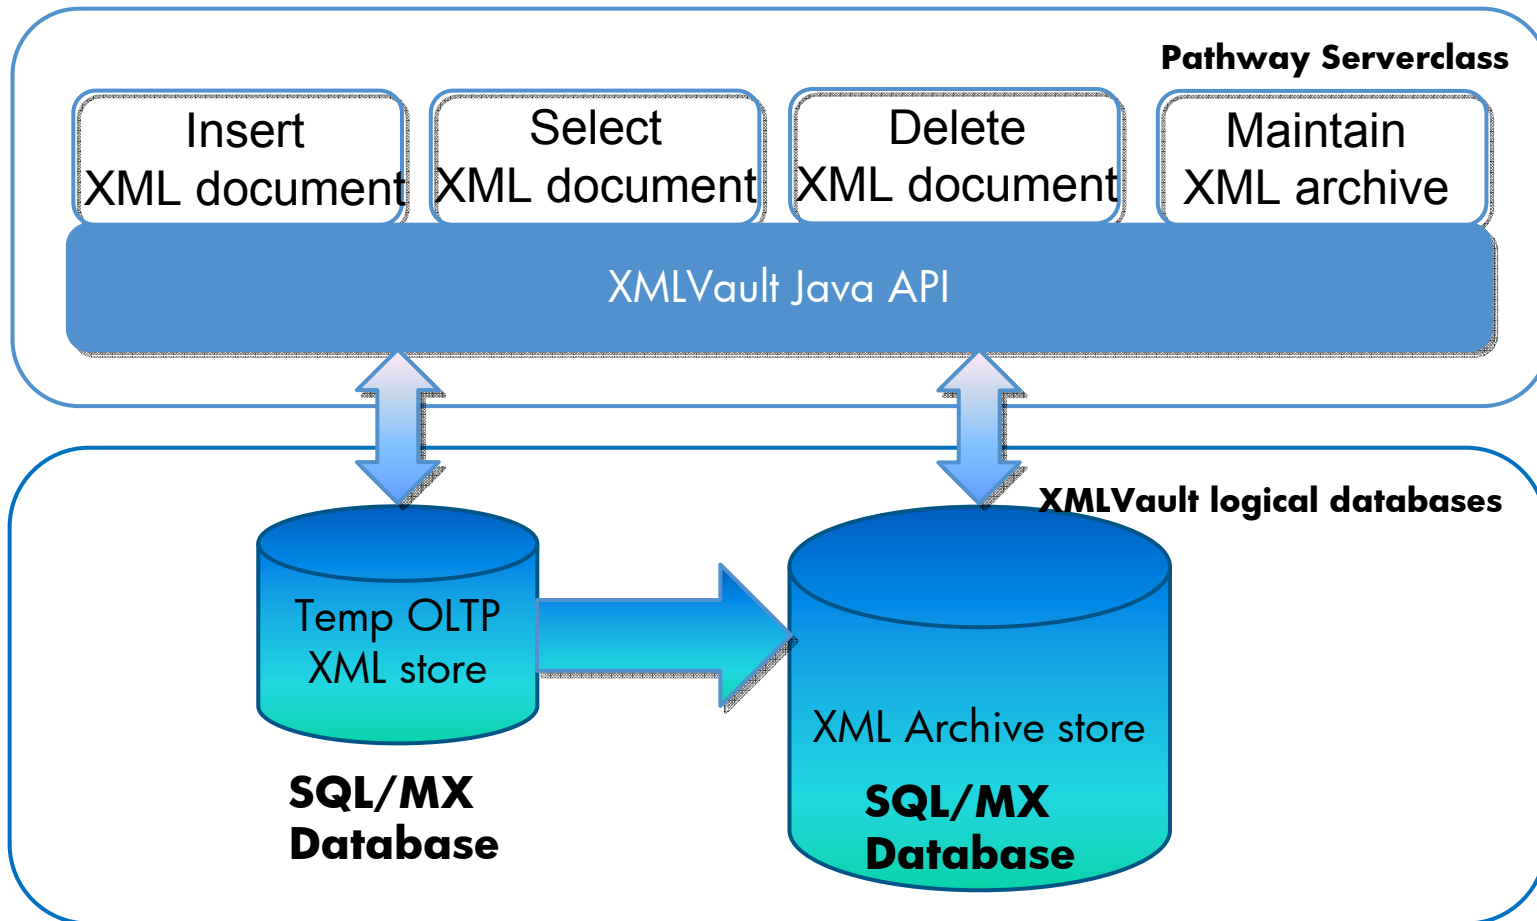 Pathway Serverclass
Insert
XML document
Select
XML document
Delete
XML document
Maintain
XML archive
XMLVault Java API
XMLVault logical databases
Temp OLTP
XML store
SQL/MX
Database
XML Archive store
SQL/MX
Database